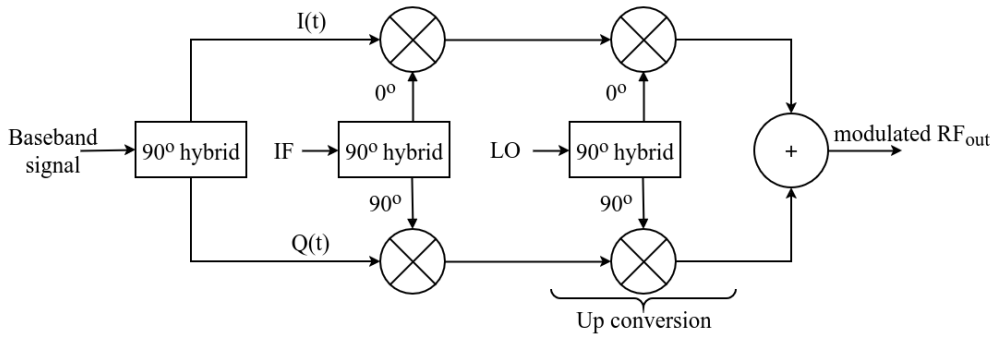 I(t)
0º
0º
Baseband
signal
90º hybrid
IF
90º hybrid
LO
90º hybrid
+
modulated RFout
90º
90º
Q(t)
Up conversion